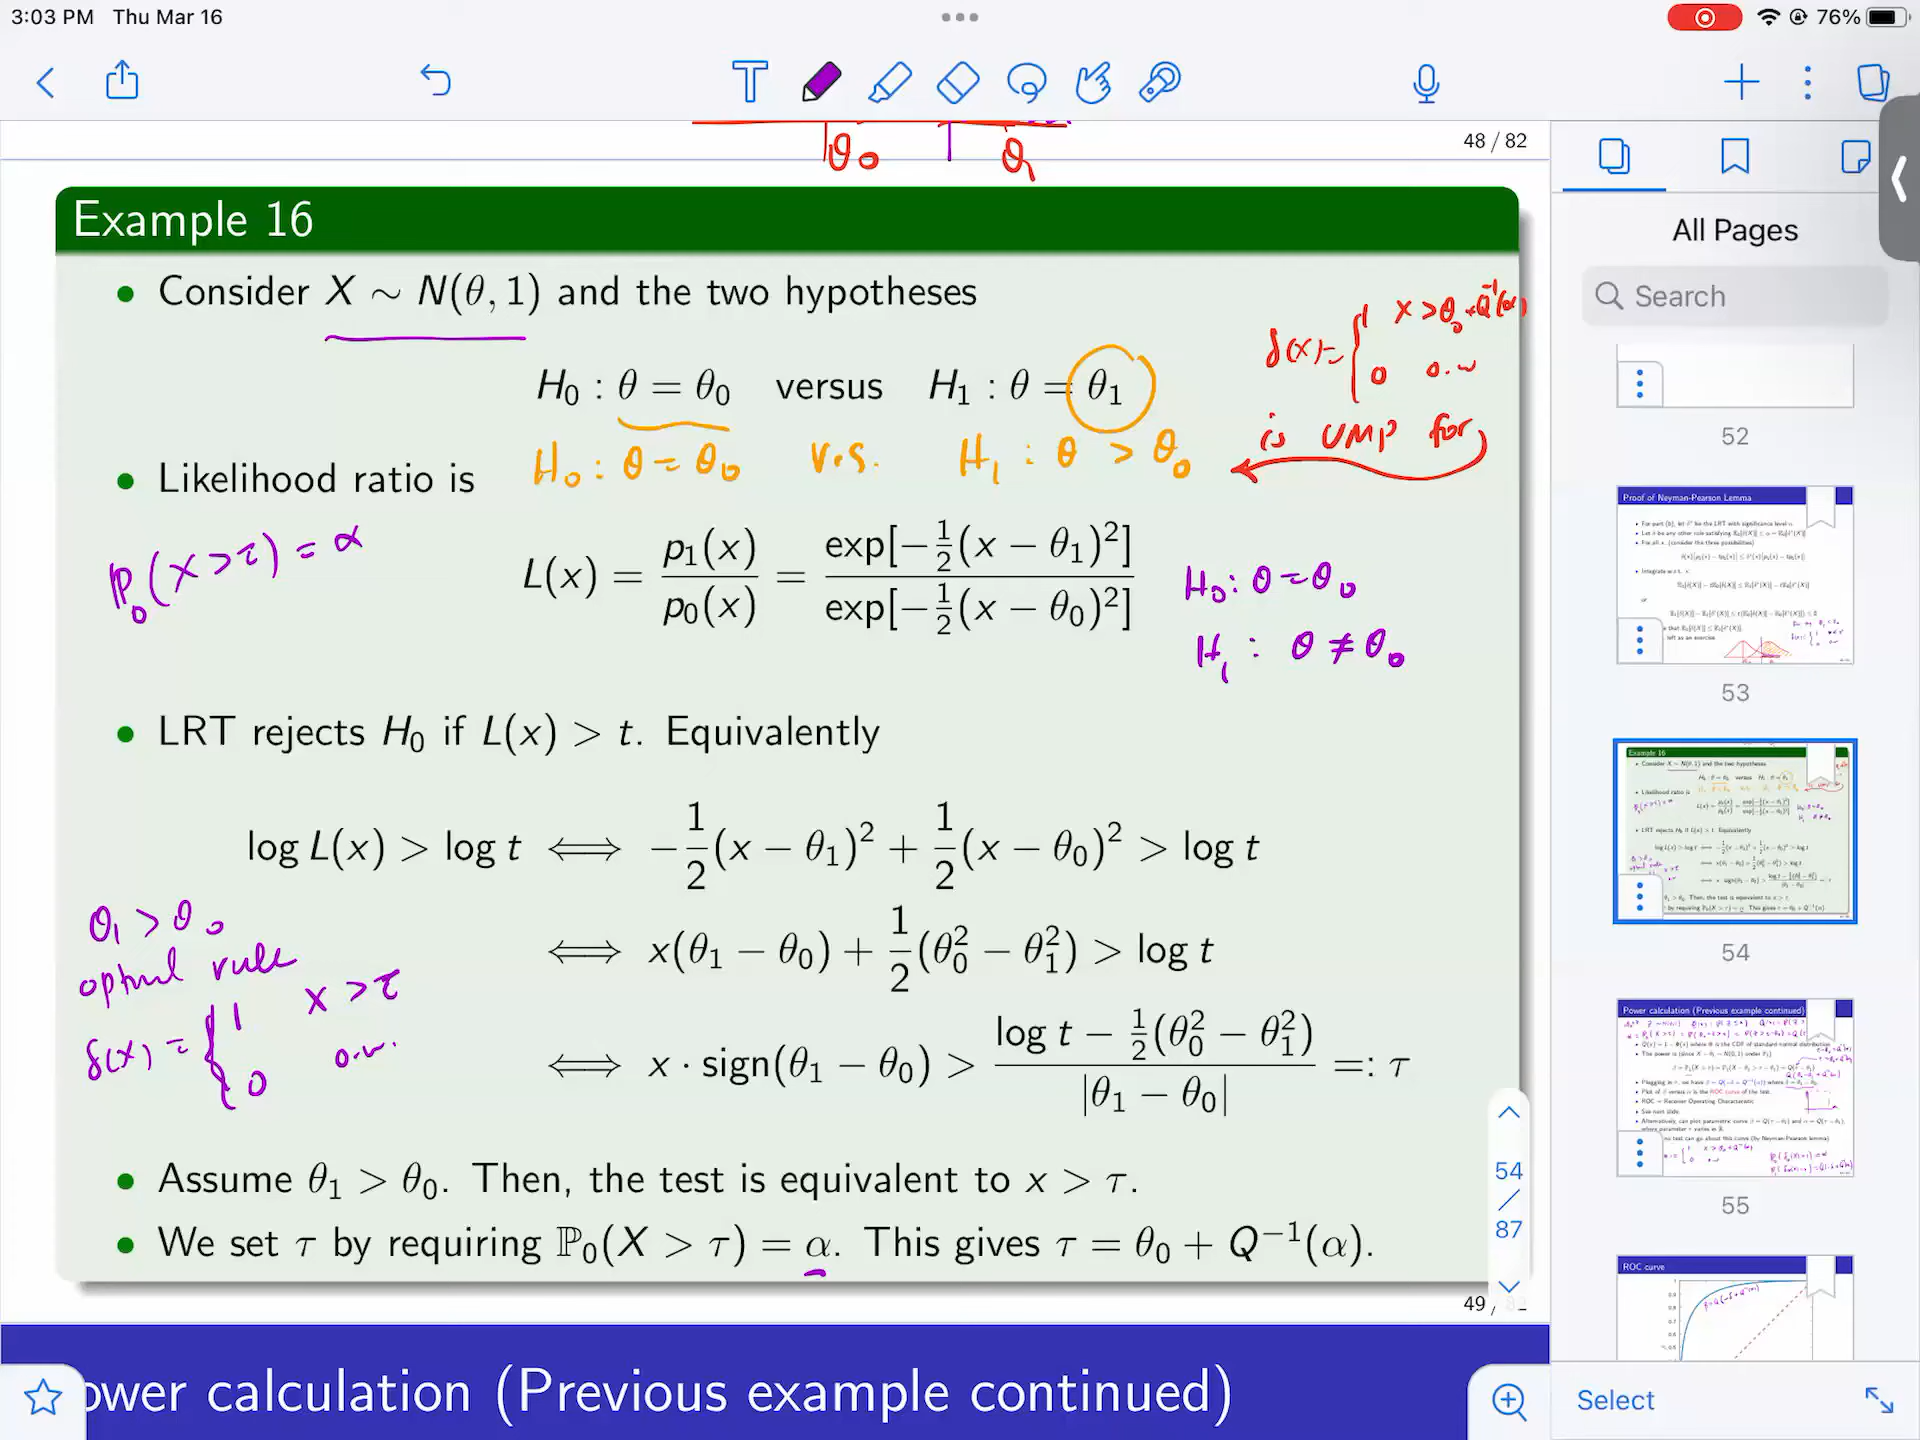 3:03 PM Thu Mar 16
76%
θ₀ θ₁
48 / 82
Example 16
• Consider X ∼ N(θ, 1) and the two hypotheses
H₀ : θ = θ₀ versus H₁ : θ = θ₁
H₀ : θ = θ₀ v.s. H₁ : θ > θ₀
δ(x) = { 1 x > θ₀ + Q⁻¹(α)
0 o.w
is UMP for
• Likelihood ratio is
P₀(X > τ) = α
L(x) = p₁(x) / p₀(x) = exp[−½(x − θ₁)²] / exp[−½(x − θ₀)²]
H₀ : θ = θ₀
H₁ : θ ≠ θ₀
• LRT rejects H₀ if L(x) > t. Equivalently
log L(x) > log t ⟺ −½(x − θ₁)² + ½(x − θ₀)² > log t
⟺ x(θ₁ − θ₀) + ½(θ₀² − θ₁²) > log t
⟺ x · sign(θ₁ − θ₀) > (log t − ½(θ₀² − θ₁²)) / |θ₁ − θ₀| =: τ
θ₁ > θ₀
optimal rule
δ(x) = { 1 x > τ
0 o.w.
• Assume θ₁ > θ₀. Then, the test is equivalent to x > τ.
• We set τ by requiring ℙ₀(X > τ) = α. This gives τ = θ₀ + Q⁻¹(α).
49 /
ower calculation (Previous example continued)
54
/
87
All Pages
Search
52
Proof of Neyman-Pearson Lemma
53
Example 16
54
Power calculation (Previous example continued)
55
ROC curve
Select